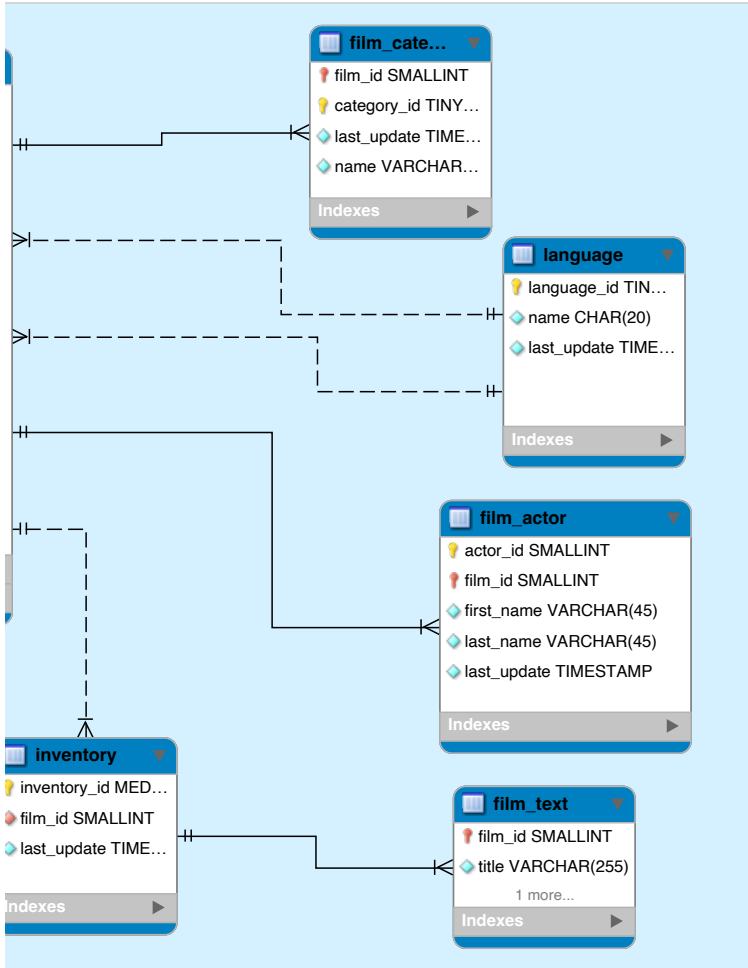 film_cate...
film_id SMALLINT
category_id TINY...
last_update TIME...
name VARCHAR...
Indexes
language
language_id TIN...
name CHAR(20)
last_update TIME...
Indexes
film_actor
actor_id SMALLINT
film_id SMALLINT
first_name VARCHAR(45)
last_name VARCHAR(45)
last_update TIMESTAMP
Indexes
inventory
inventory_id MED...
film_id SMALLINT
last_update TIME...
Indexes
film_text
film_id SMALLINT
title VARCHAR(255)
1 more...
Indexes